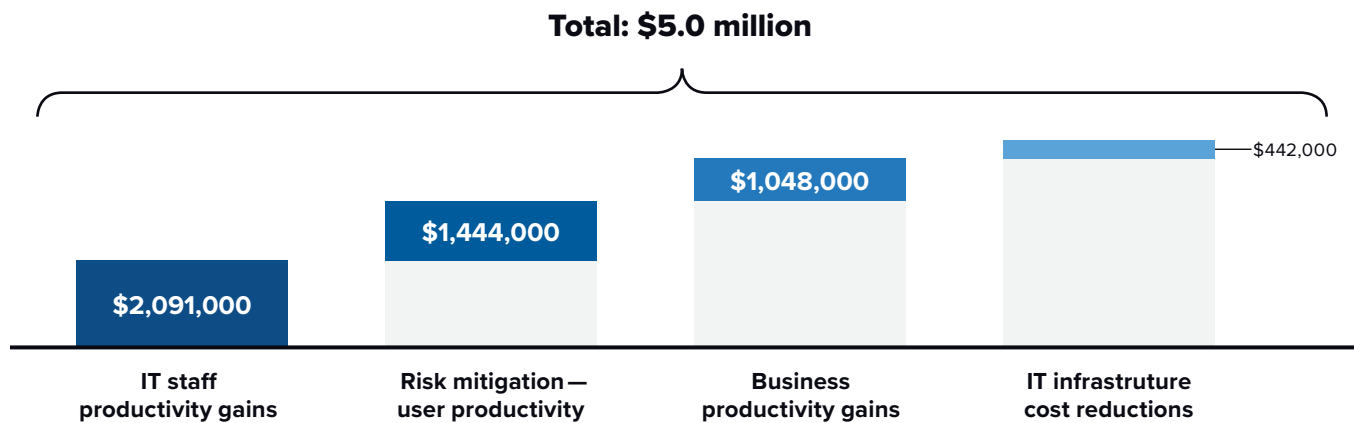 Total: $5.0 million
$442,000
$1,048,000
$1,444,000
$2,091,000
IT staff
productivity gains
Risk mitigation—
user productivity
Business
productivity gains
IT infrastruture
cost reductions